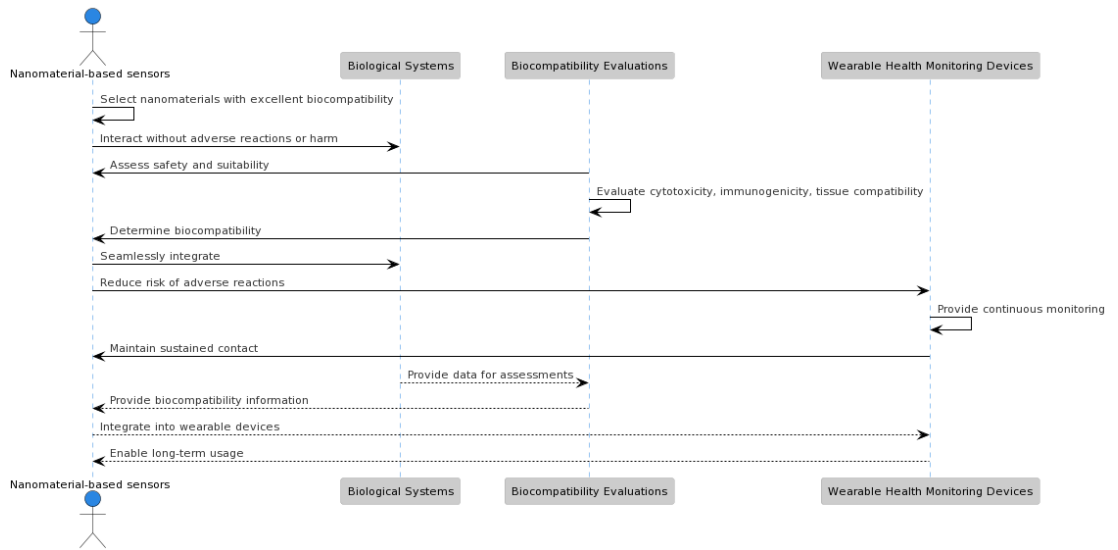 Nanomaterial-based sensors
Biological Systems
Biocompatibility Evaluations
Wearable Health Monitoring Devices
Select nanomaterials with excellent biocompatibility
Interact without adverse reactions or harm
Assess safety and suitability
Evaluate cytotoxicity, immunogenicity, tissue compatibility
Determine biocompatibility
Seamlessly integrate
Reduce risk of adverse reactions
Provide continuous monitoring
Maintain sustained contact
Provide data for assessments
Provide biocompatibility information
Integrate into wearable devices
Enable long-term usage
Nanomaterial-based sensors
Biological Systems
Biocompatibility Evaluations
Wearable Health Monitoring Devices